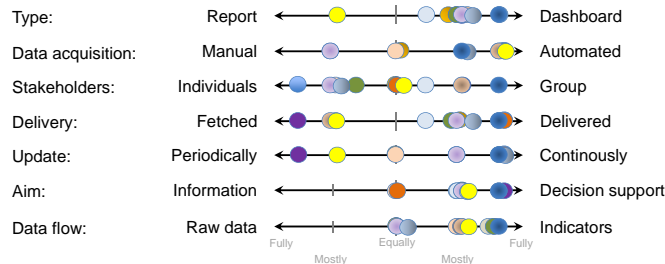 Type: Report Dashboard
Data acquisition: Manual Automated
Stakeholders: Individuals Group
Delivery: Fetched Delivered
Update: Periodically Continously
Aim: Information Decision support
Data flow: Raw data Indicators
Fully Equally Fully
Mostly Mostly